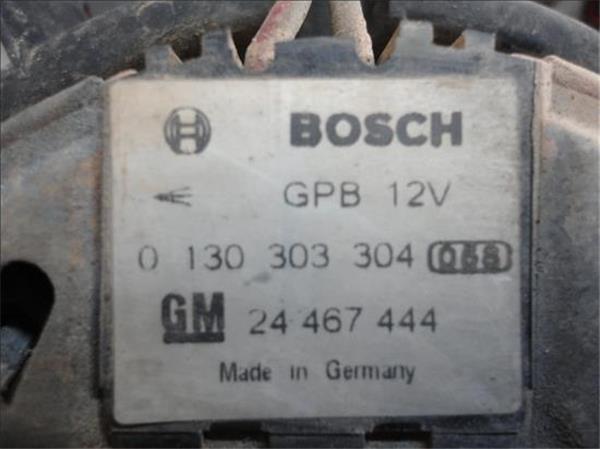 BOSCH
GPB 12V
0 130 303 304
GM 24 467 444
Made in Germany